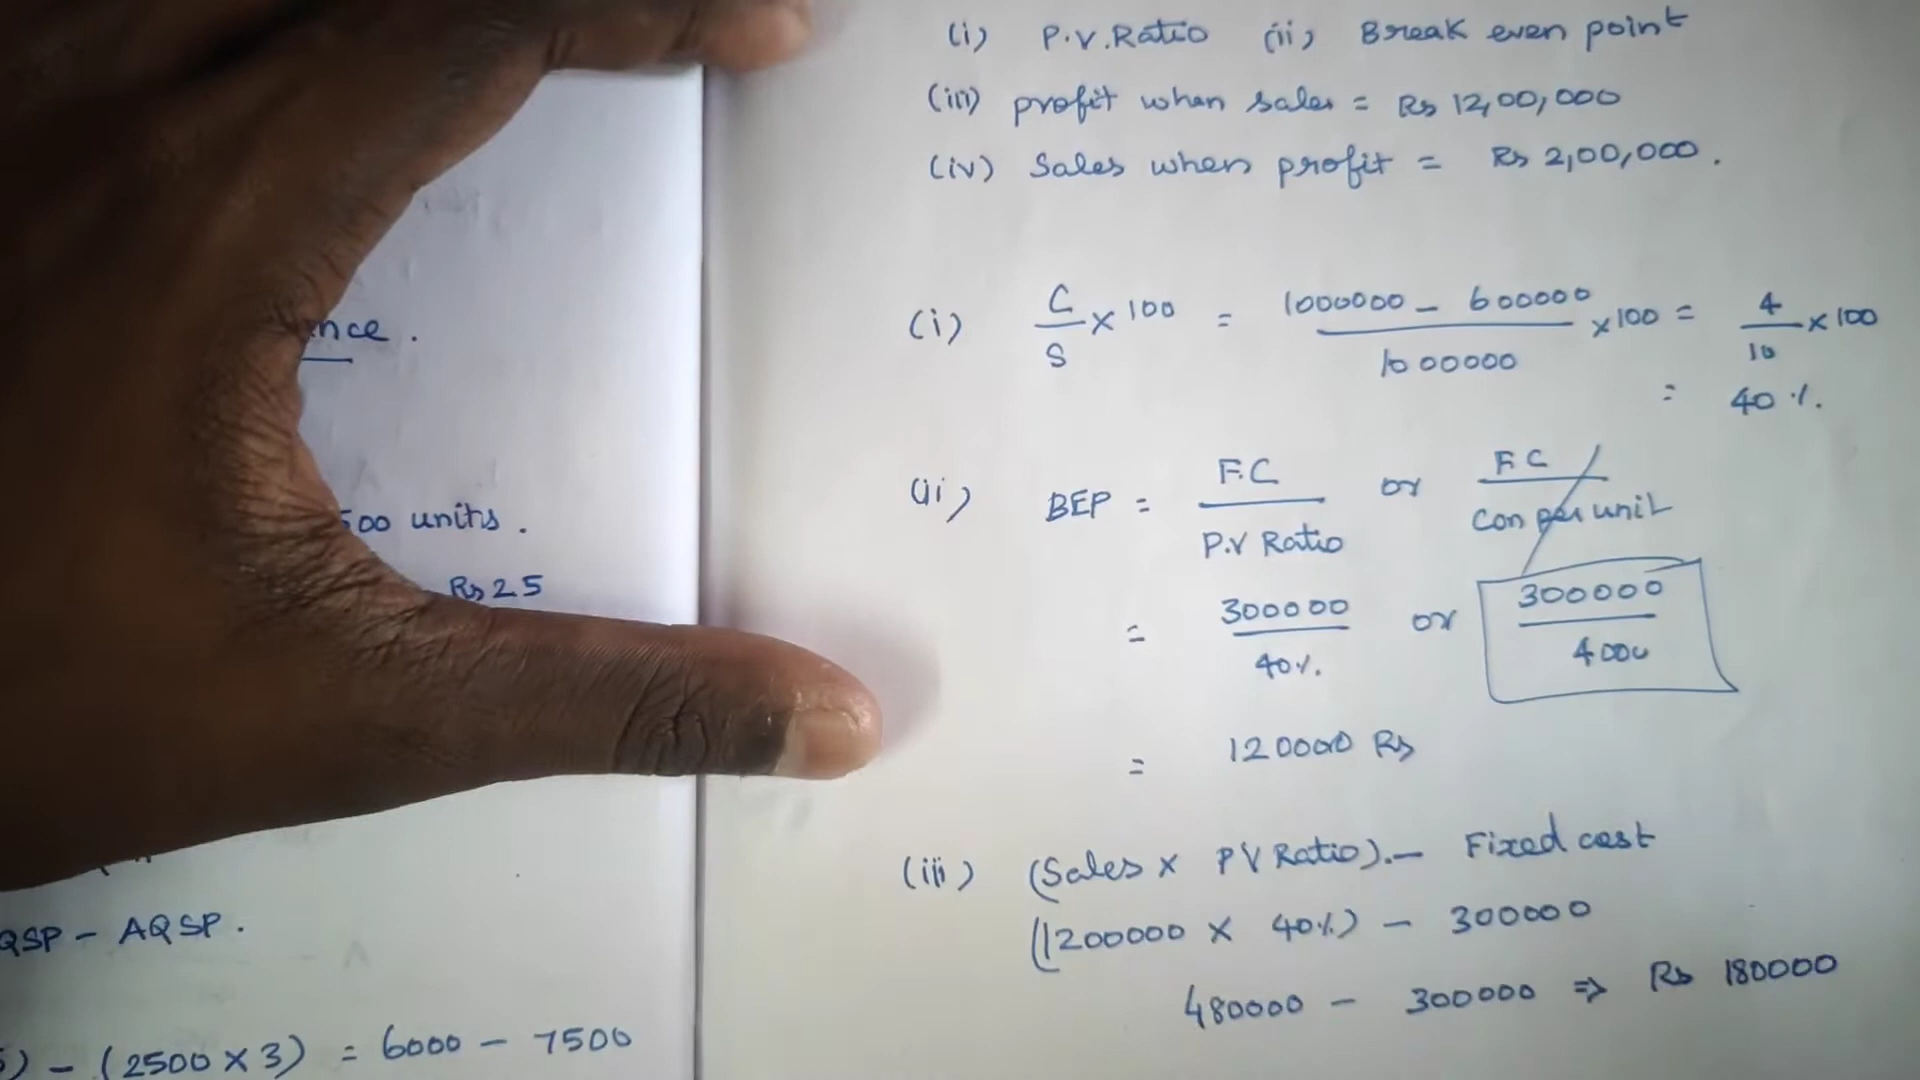 nce.
500 units.
Rs 25
QSP - AQSP.
) - (2500 x 3) = 6000 - 7500
(i) P.V.Ratio (ii) Break even point
(iii) profit when sales = Rs 12,00,000
(iv) Sales when profit = Rs 2,00,000.
(i) C/S x 100 = 1000000 - 600000 / 1000000 x 100 = 4/10 x 100
= 40 %.
(ii) BEP = F.C / P.V Ratio or F C / Con per unit
= 300000 / 40%. or 300000 / 4000
= 120000 Rs
(iii) (Sales x P V Ratio).- Fixed cost
(1200000 x 40%) - 300000
480000 - 300000 => Rs 180000